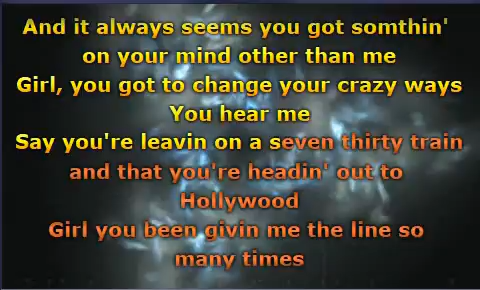 And it always seems you got somthin'
on your mind other than me
Girl, you got to change your crazy ways
You hear me
Say you're leavin on a seven thirty train
and that you're headin' out to
Hollywood
Girl you been givin me the line so
many times